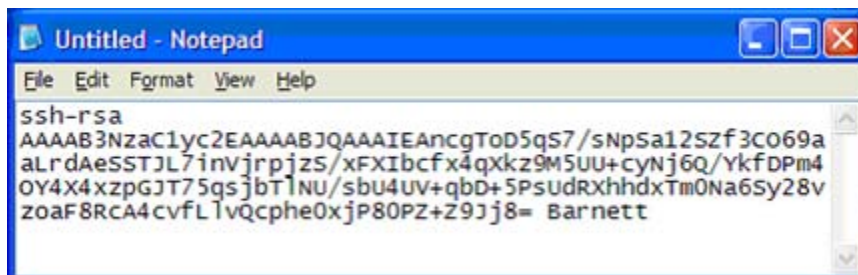 Untitled - Notepad
File Edit Format View Help
ssh-rsa
AAAAB3NzaC1yc2EAAAABJQAAAIEAncgToD5qS7/sNpSa12SZf3CO69a
aLrdAeSSTJL7inVjrpjzS/xFXIbcfx4qXkz9M5UU+cyNj6Q/YkfDPm4
OY4X4xzpGJT75qsjbTlNU/sbU4UV+qbD+5PsUdRXhhdxTm0Na6Sy28v
zoaF8RcA4cvfLlvQcphe0xjP8OPZ+Z9Jj8= Barnett